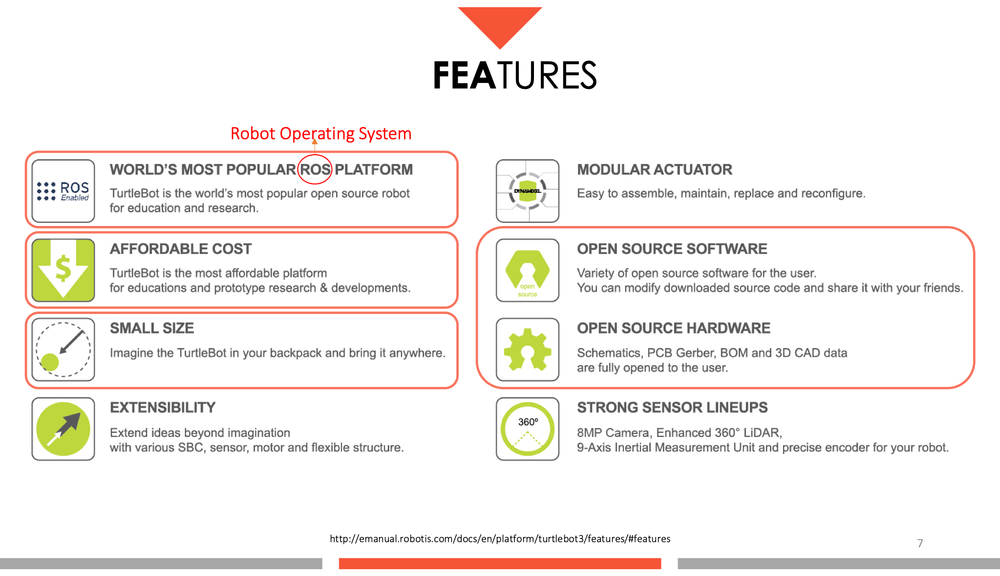 FEATURES
Robot Operating System
ROS
Enabled
WORLD'S MOST POPULAR ROS PLATFORM
TurtleBot is the world's most popular open source robot
for education and research.
$
AFFORDABLE COST
TurtleBot is the most affordable platform
for educations and prototype research & developments.
SMALL SIZE
Imagine the TurtleBot in your backpack and bring it anywhere.
EXTENSIBILITY
Extend ideas beyond imagination
with various SBC, sensor, motor and flexible structure.
DYNAMIXEL
MODULAR ACTUATOR
Easy to assemble, maintain, replace and reconfigure.
open
source
OPEN SOURCE SOFTWARE
Variety of open source software for the user.
You can modify downloaded source code and share it with your friends.
OPEN SOURCE HARDWARE
Schematics, PCB Gerber, BOM and 3D CAD data
are fully opened to the user.
360º
STRONG SENSOR LINEUPS
8MP Camera, Enhanced 360° LiDAR,
9-Axis Inertial Measurement Unit and precise encoder for your robot.
http://emanual.robotis.com/docs/en/platform/turtlebot3/features/#features
7